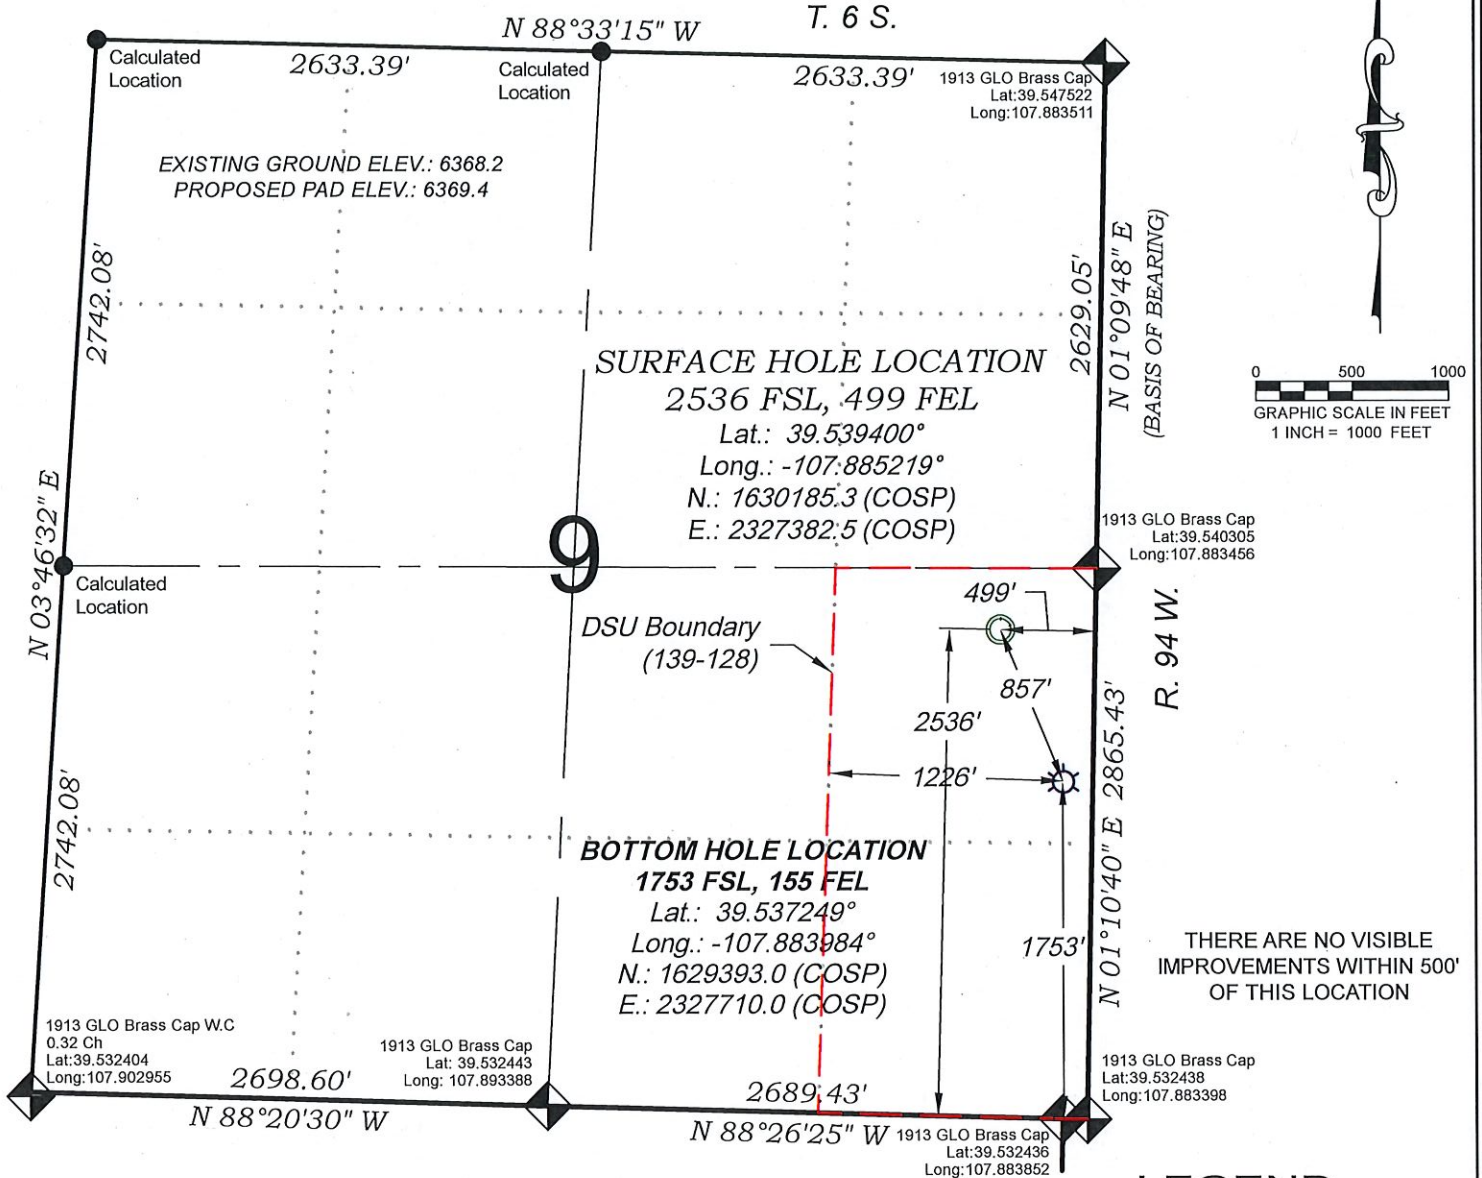 T. 6 S.
N 88°33'15" W
Calculated
Location
2633.39'
Calculated
Location
2633.39'
1913 GLO Brass Cap
Lat:39.547522
Long:107.883511
EXISTING GROUND ELEV.: 6368.2
PROPOSED PAD ELEV.: 6369.4
2742.08'
2629.05'
N 01°09'48" E
(BASIS OF BEARING)
0 500 1000
GRAPHIC SCALE IN FEET
1 INCH = 1000 FEET
SURFACE HOLE LOCATION
2536 FSL, 499 FEL
Lat.: 39.539400°
Long.: -107.885219°
N.: 1630185.3 (COSP)
E.: 2327382.5 (COSP)
N 03°46'32" E
9
1913 GLO Brass Cap
Lat:39.540305
Long:107.883456
Calculated
Location
499'
DSU Boundary
(139-128)
R. 94 W.
857'
2536'
1226'
N 01°10'40" E 2865.43'
2742.08'
BOTTOM HOLE LOCATION
1753 FSL, 155 FEL
Lat.: 39.537249°
Long.: -107.883984°
N.: 1629393.0 (COSP)
E.: 2327710.0 (COSP)
1753'
THERE ARE NO VISIBLE
IMPROVEMENTS WITHIN 500'
OF THIS LOCATION
1913 GLO Brass Cap W.C
0.32 Ch
Lat:39.532404
Long:107.902955
2698.60'
N 88°20'30" W
1913 GLO Brass Cap
Lat: 39.532443
Long: 107.893388
2689.43'
N 88°26'25" W
1913 GLO Brass Cap
Lat:39.532438
Long:107.883398
1913 GLO Brass Cap
Lat:39.532436
Long:107.883852
LEGEND